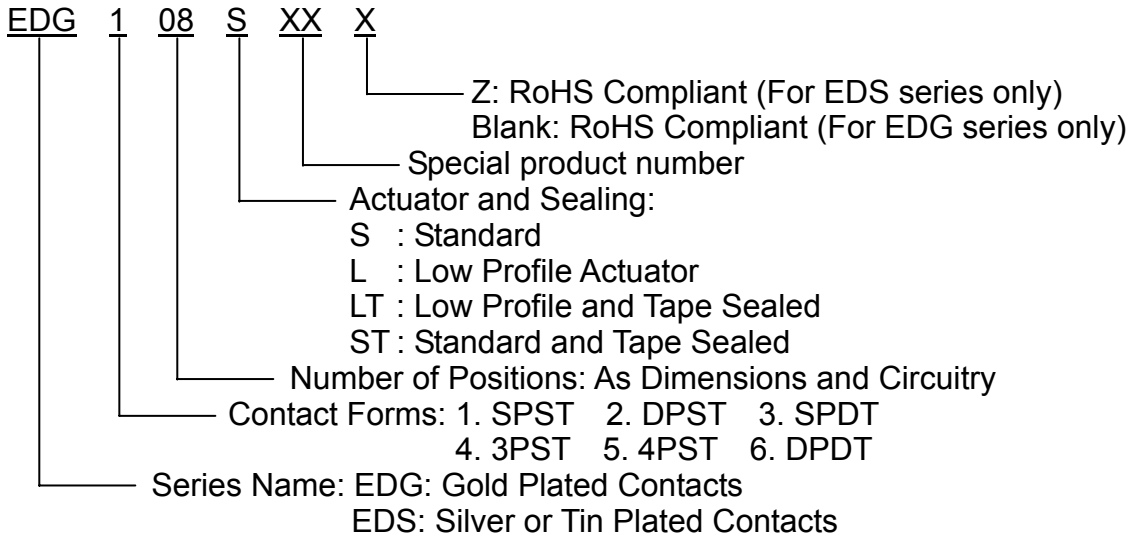 EDG 1 08 S XX X
Z: RoHS Compliant (For EDS series only)
Blank: RoHS Compliant (For EDG series only)
Special product number
Actuator and Sealing:
S : Standard
L : Low Profile Actuator
LT : Low Profile and Tape Sealed
ST : Standard and Tape Sealed
Number of Positions: As Dimensions and Circuitry
Contact Forms: 1. SPST 2. DPST 3. SPDT
4. 3PST 5. 4PST 6. DPDT
Series Name: EDG: Gold Plated Contacts
EDS: Silver or Tin Plated Contacts